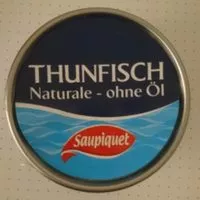 THUNFISCH
Naturale - ohne Öl
Saupiquet